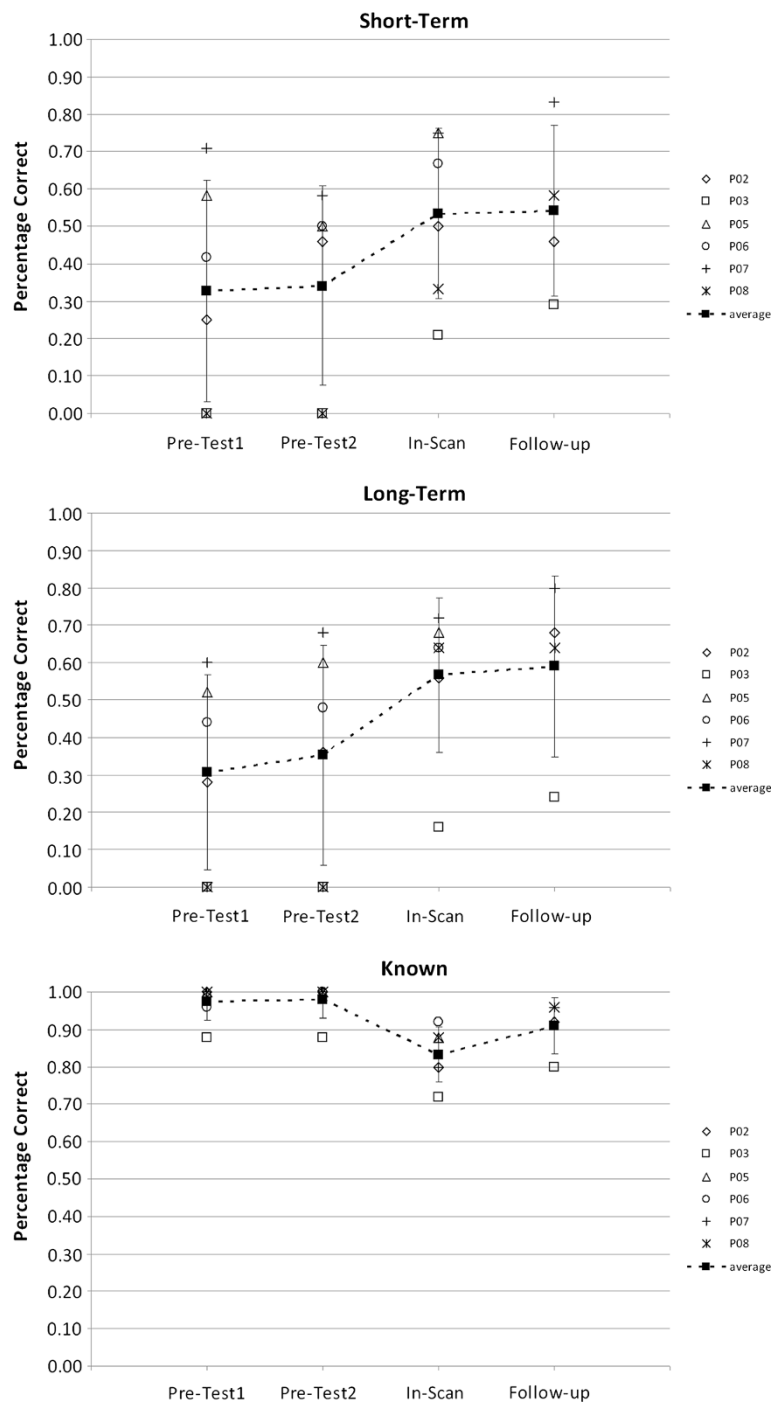 Short-Term
Percentage Correct
1.00
0.90
0.80
0.70
0.60
0.50
0.40
0.30
0.20
0.10
0.00
Pre-Test1 Pre-Test2 In-Scan Follow-up
P02
P03
P05
P06
P07
P08
average
Long-Term
Percentage Correct
1.00
0.90
0.80
0.70
0.60
0.50
0.40
0.30
0.20
0.10
0.00
Pre-Test1 Pre-Test2 In-Scan Follow-up
P02
P03
P05
P06
P07
P08
average
Known
Percentage Correct
1.00
0.90
0.80
0.70
0.60
0.50
0.40
0.30
0.20
0.10
0.00
Pre-Test1 Pre-Test2 In-Scan Follow-up
P02
P03
P05
P06
P07
P08
average